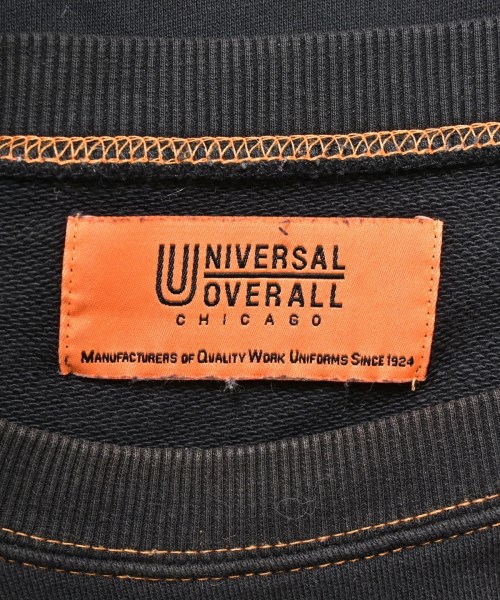 UNIVERSAL
OVERALL
CHICAGO
MANUFACTURERS OF QUALITY WORK UNIFORMS SINCE 1924